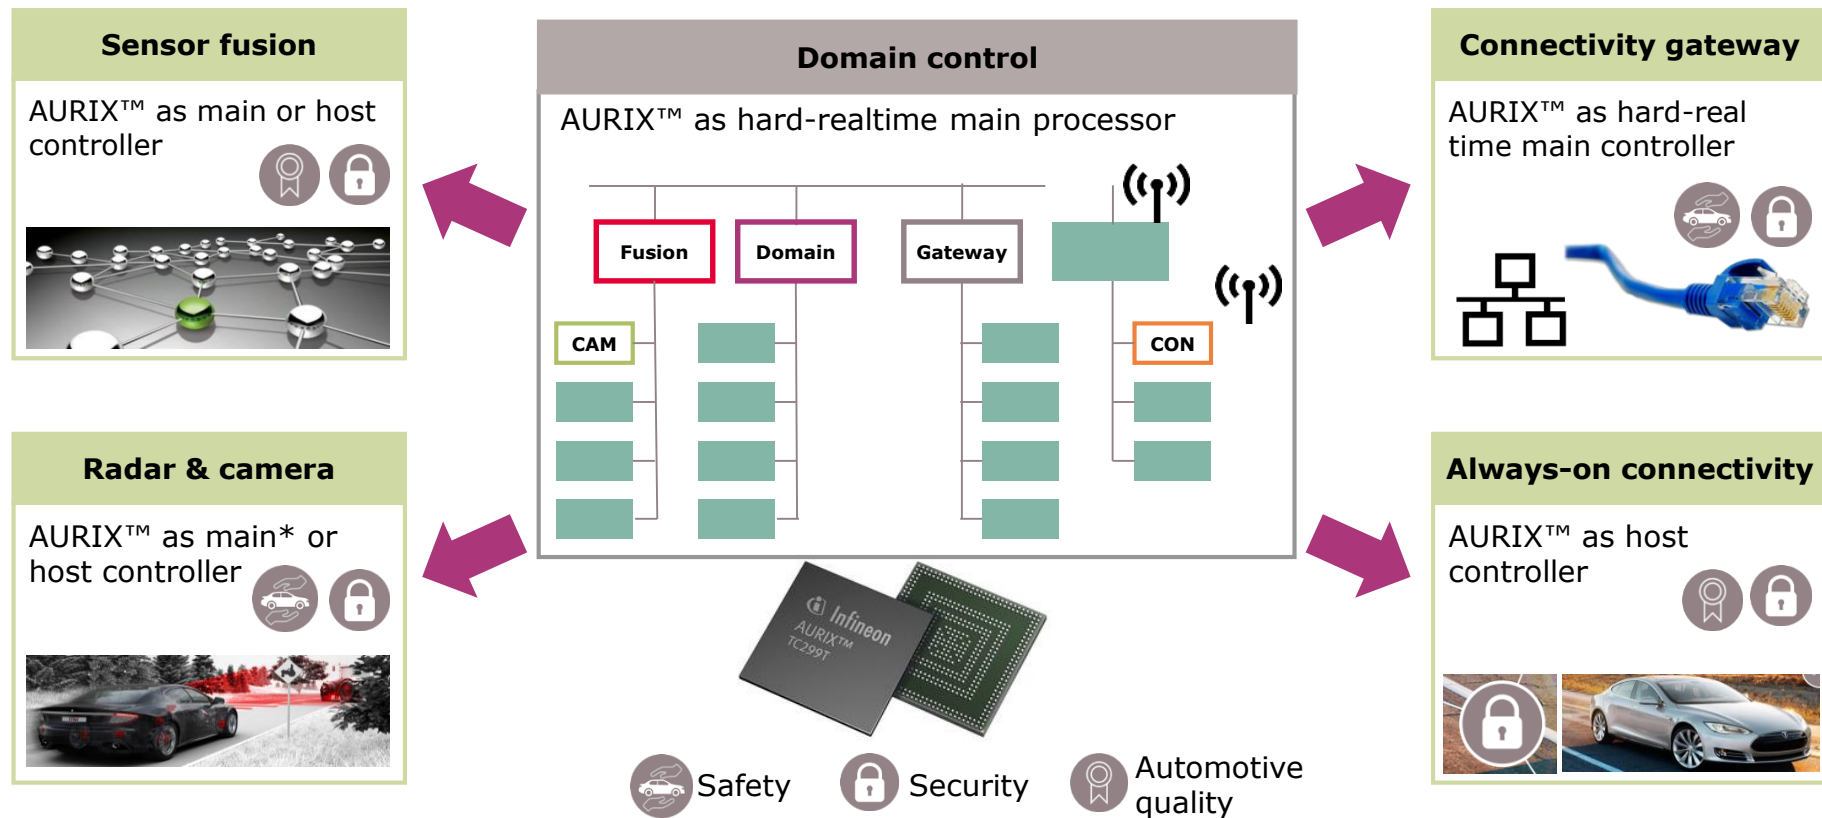 Sensor fusion
AURIX™ as main or host
controller
Domain control
AURIX™ as hard-realtime main processor
Fusion
Domain
Gateway
CAM
CON
Connectivity gateway
AURIX™ as hard-real
time main controller
Radar & camera
AURIX™ as main* or
host controller
Infineon
AURIX™
TC299T
Always-on connectivity
AURIX™ as host
controller
Safety
Security
Automotive
quality